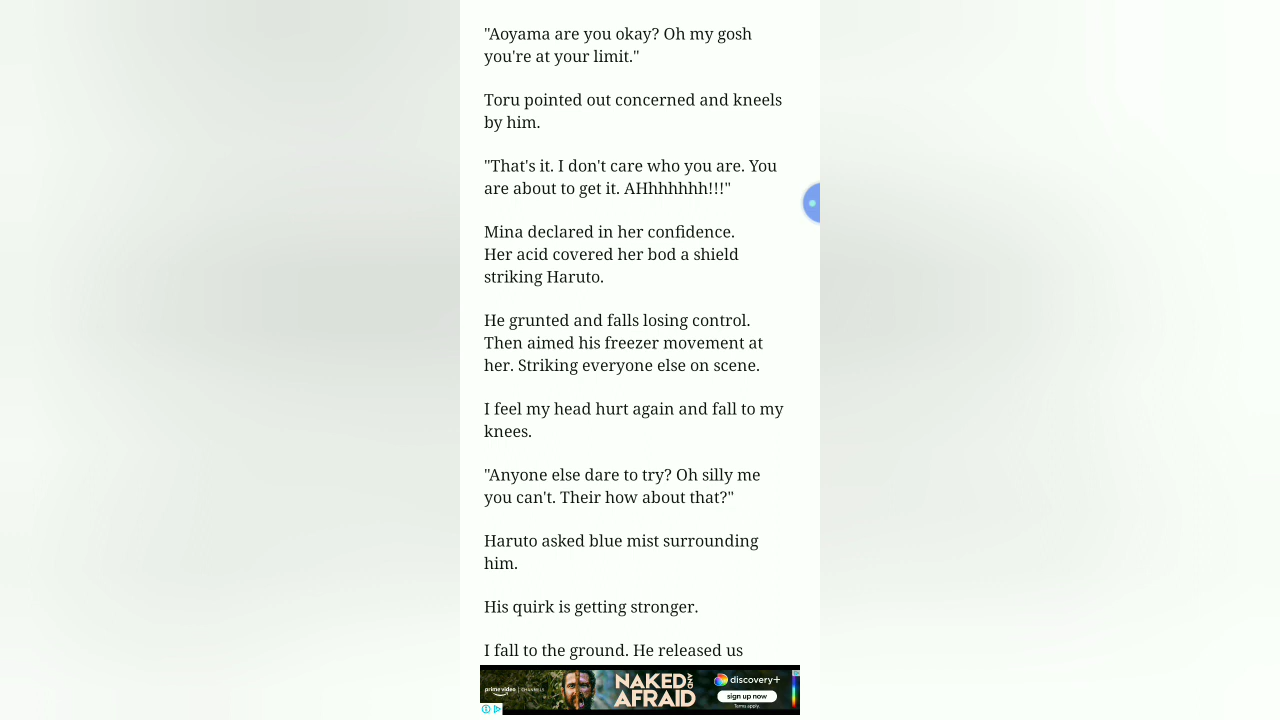 "Aoyama are you okay? Oh my gosh
you're at your limit."
Toru pointed out concerned and kneels
by him.
"That's it. I don't care who you are. You
are about to get it. AHhhhhhh!!!"
Mina declared in her confidence.
Her acid covered her bod a shield
striking Haruto.
He grunted and falls losing control.
Then aimed his freezer movement at
her. Striking everyone else on scene.
I feel my head hurt again and fall to my
knees.
"Anyone else dare to try? Oh silly me
you can't. Their how about that?"
Haruto asked blue mist surrounding
him.
His quirk is getting stronger.
I fall to the ground. He released us
prime video | CHANNELS
NAKED AND
AFRAID
discovery+
sign up now
Terms apply.